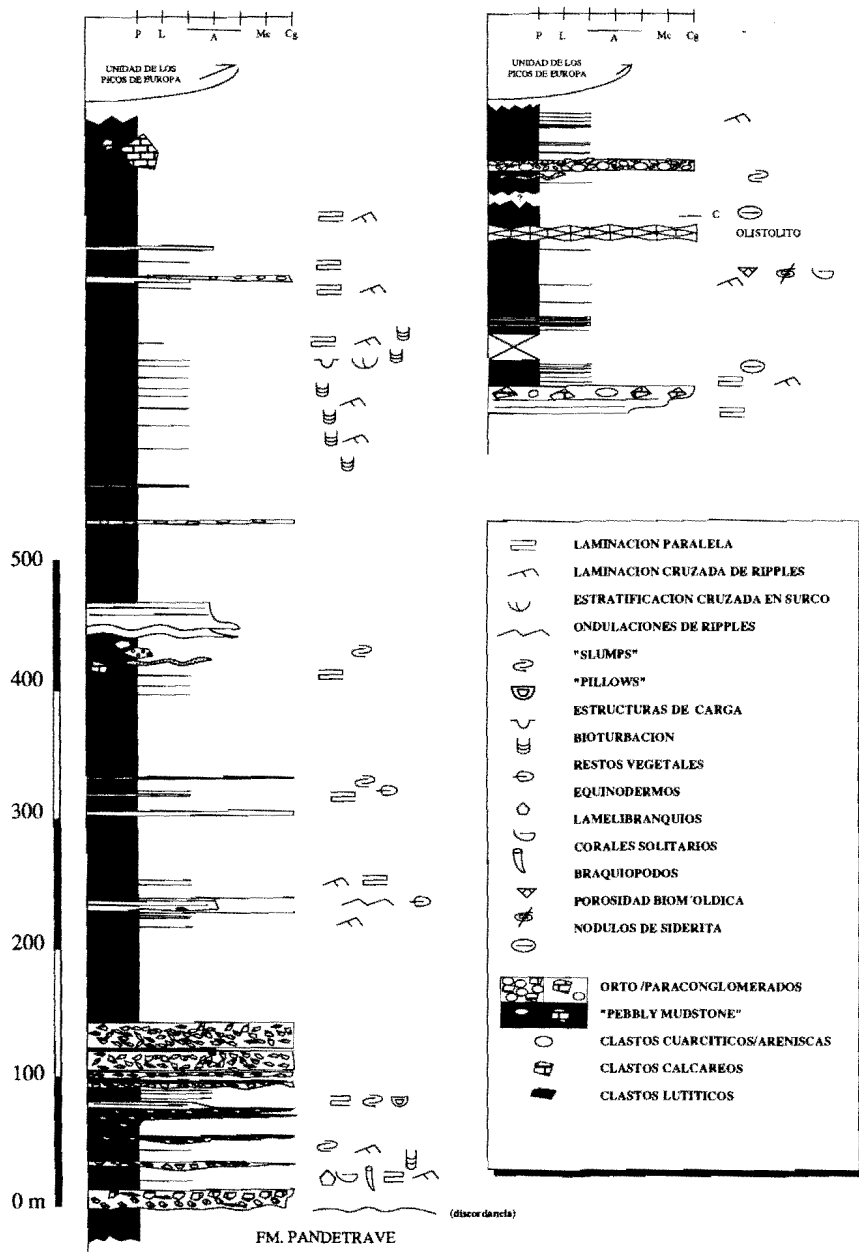 P L A Mc Cg
UNIDAD DE LOS
PICOS DE EUROPA
500
400
300
200
100
0 m
(discordancia)
FM. PANDETRAVE
P L A Mc Cg
UNIDAD DE LOS
PICOS DE EUROPA
?
C
OLISTOLITO
LAMINACION PARALELA
LAMINACION CRUZADA DE RIPPLES
ESTRATIFICACION CRUZADA EN SURCO
ONDULACIONES DE RIPPLES
"SLUMPS"
"PILLOWS"
ESTRUCTURAS DE CARGA
BIOTURBACION
RESTOS VEGETALES
EQUINODERMOS
LAMELIBRANQUIOS
CORALES SOLITARIOS
BRAQUIOPODOS
POROSIDAD BIOM´OLDICA
NODULOS DE SIDERITA
ORTO /PARACONGLOMERADOS
"PEBBLY MUDSTONE"
CLASTOS CUARCITICOS/ARENISCAS
CLASTOS CALCAREOS
CLASTOS LUTITICOS